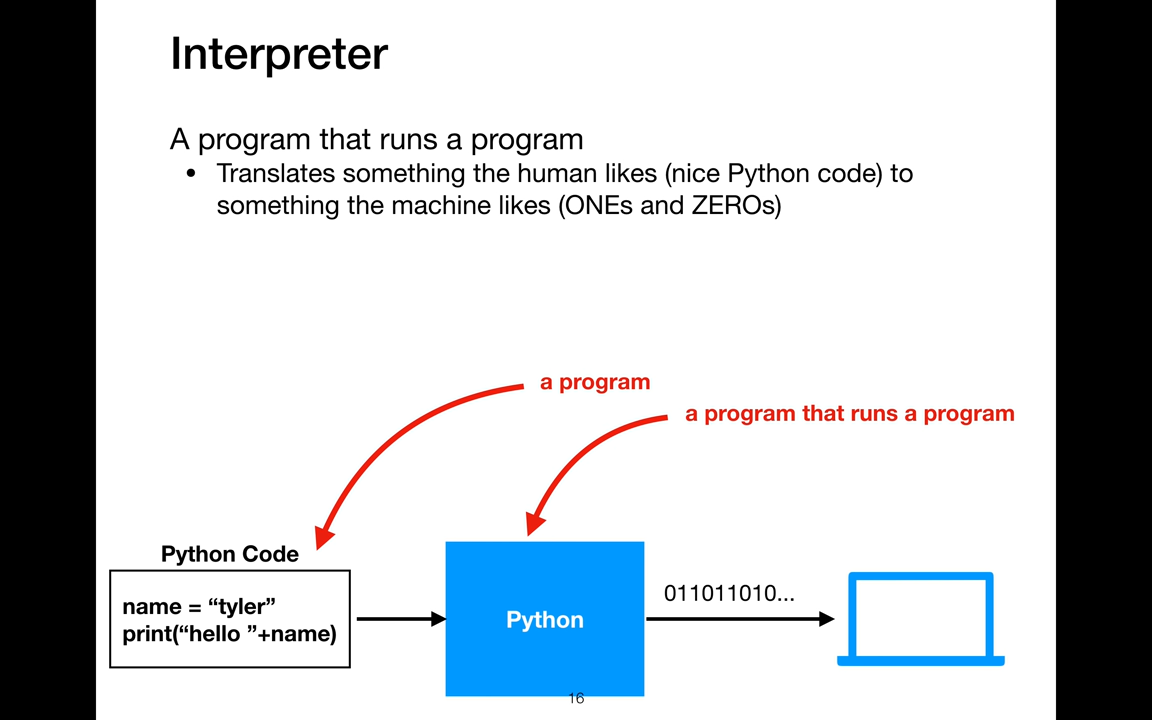 Interpreter
A program that runs a program
• Translates something the human likes (nice Python code) to
something the machine likes (ONEs and ZEROs)
a program
a program that runs a program
Python Code
name = “tyler”
print(“hello ”+name)
Python
011011010...
16